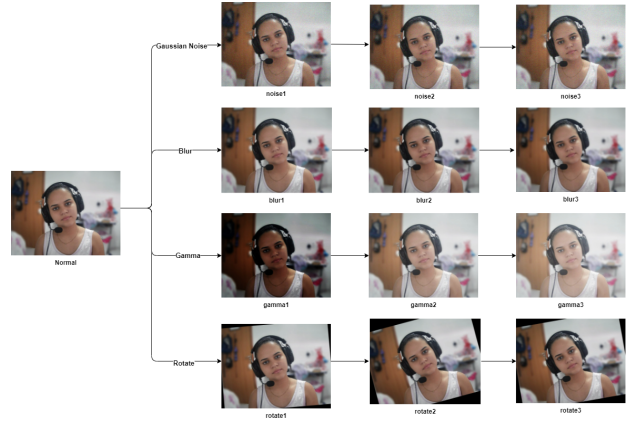 Gaussian Noise
noise1
noise2
noise3
Blur
blur1
blur2
blur3
Normal
Gamma
gamma1
gamma2
gamma3
Rotate
rotate1
rotate2
rotate3